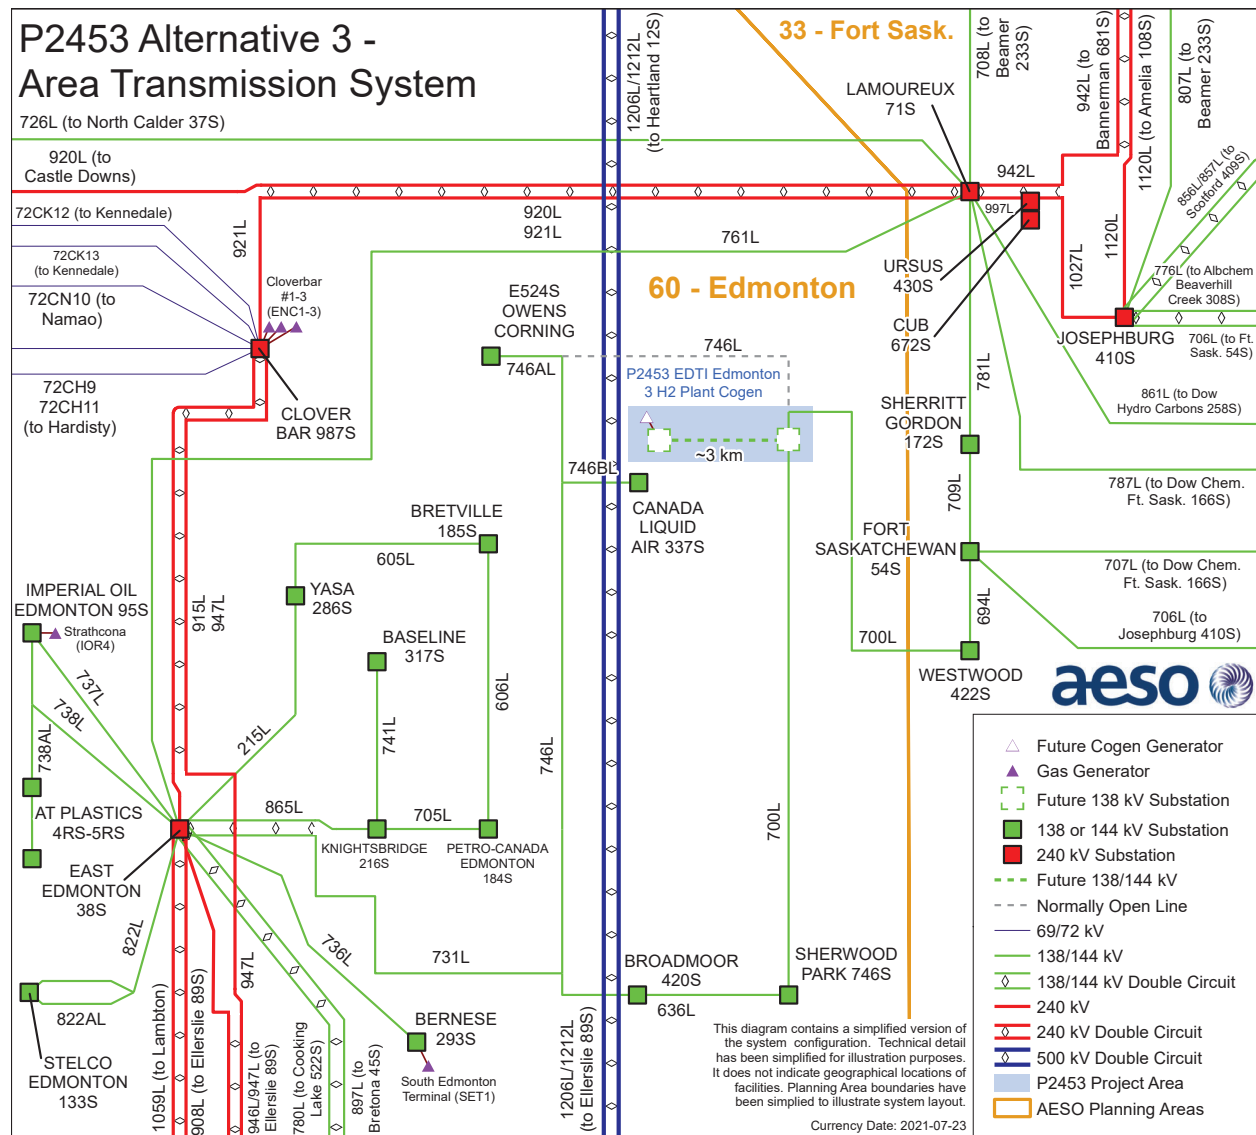 P2453 Alternative 3 -
Area Transmission System
33 - Fort Sask.
60 - Edmonton
726L (to North Calder 37S)
920L (to
Castle Downs)
72CK12 (to Kennedale)
72CK13
(to Kennedale)
72CN10 (to
Namao)
72CH9
72CH11
(to Hardisty)
921L
Cloverbar
#1-3
(ENC1-3)
CLOVER
BAR 987S
920L
921L
761L
1206L/1212L
(to Heartland 12S)
708L (to
Beamer
233S)
LAMOUREUX
71S
942L
942L (to
Bannerman 681S)
1120L (to Amelia 108S)
807L (to
Beamer 233S)
856L/857L (to
Scotford 409S)
997L
URSUS
430S
CUB
672S
1027L
1120L
776L (to Albchem
Beaverhill
Creek 308S)
JOSEPHBURG
410S
706L (to Ft.
Sask. 54S)
E524S
OWENS
CORNING
746AL
746L
P2453 EDTI Edmonton
3 H2 Plant Cogen
~3 km
746BL
CANADA
LIQUID
AIR 337S
781L
SHERRITT
GORDON
172S
861L (to Dow
Hydro Carbons 258S)
787L (to Dow Chem.
Ft. Sask. 166S)
709L
FORT
SASKATCHEWAN
54S
707L (to Dow Chem.
Ft. Sask. 166S)
706L (to
Josephburg 410S)
694L
700L
WESTWOOD
422S
BRETVILLE
185S
605L
YASA
286S
IMPERIAL OIL
EDMONTON 95S
Strathcona
(IOR4)
915L
947L
BASELINE
317S
737L
738L
738AL
215L
741L
606L
746L
700L
AT PLASTICS
4RS-5RS
865L
705L
KNIGHTSBRIDGE
216S
PETRO-CANADA
EDMONTON
184S
EAST
EDMONTON
38S
822L
822AL
STELCO
EDMONTON
133S
947L
736L
731L
BERNESE
293S
South Edmonton
Terminal (SET1)
BROADMOOR
420S
636L
SHERWOOD
PARK 746S
1059L (to Lambton)
908L (to Ellerslie 89S)
946L/947L (to
Ellerslie 89S)
780L (to Cooking
Lake 522S)
897L (to
Bretona 45S)
1206L/1212L
(to Ellerslie 89S)
This diagram contains a simplified version of
the system configuration. Technical detail
has been simplified for illustration purposes.
It does not indicate geographical locations of
facilities. Planning Area boundaries have
been simplied to illustrate system layout.
Currency Date: 2021-07-23
aeso
Future Cogen Generator
Gas Generator
Future 138 kV Substation
138 or 144 kV Substation
240 kV Substation
Future 138/144 kV
Normally Open Line
69/72 kV
138/144 kV
138/144 kV Double Circuit
240 kV
240 kV Double Circuit
500 kV Double Circuit
P2453 Project Area
AESO Planning Areas